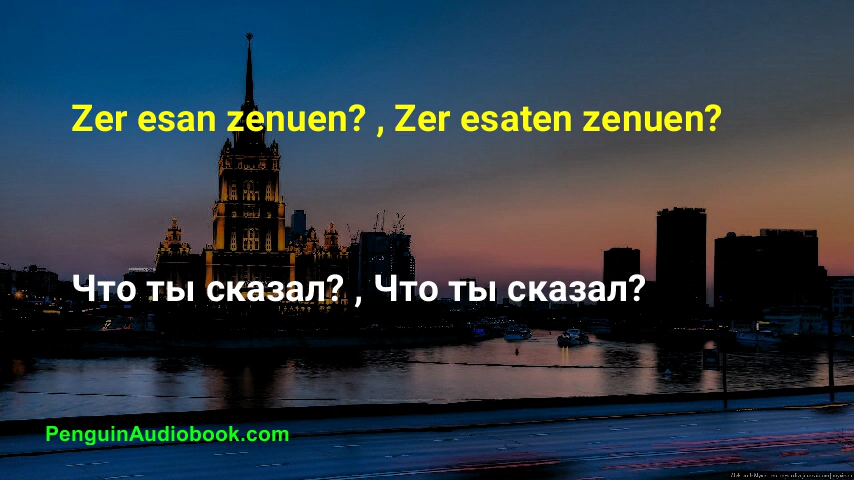 Zer esan zenuen? , Zer esaten zenuen?
Что ты сказал? , Что ты сказал?
PenguinAudiobook.com